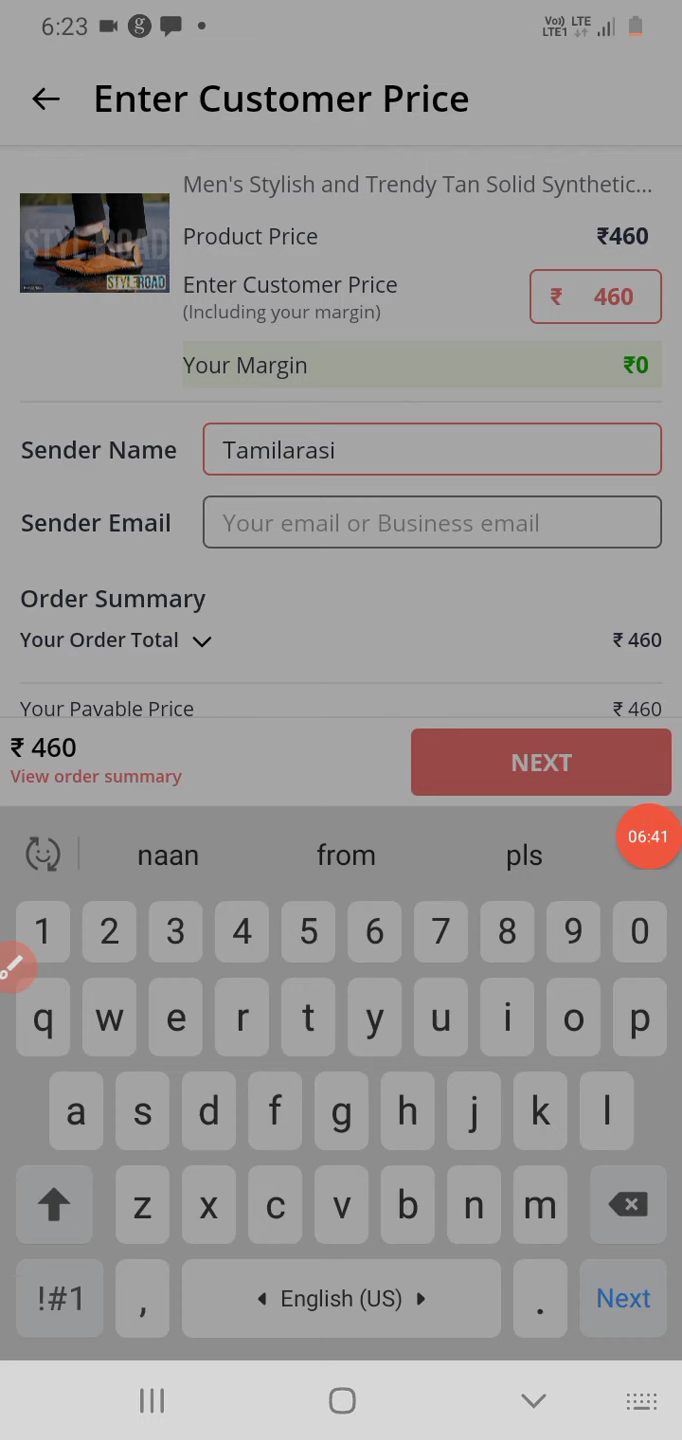 6:23
Vo)) LTE
LTE1
Enter Customer Price
Men's Stylish and Trendy Tan Solid Synthetic...
STYLEROAD
STYLEROAD
Product Price ₹460
Enter Customer Price
(Including your margin)
₹ 460
Your Margin ₹0
Sender Name Tamilarasi
Sender Email Your email or Business email
Order Summary
Your Order Total ₹ 460
Your Payable Price ₹ 460
₹ 460
View order summary
NEXT
06:41
naan from pls
1 2 3 4 5 6 7 8 9 0
q w e r t y u i o p
a s d f g h j k l
z x c v b n m
!#1 , English (US) . Next